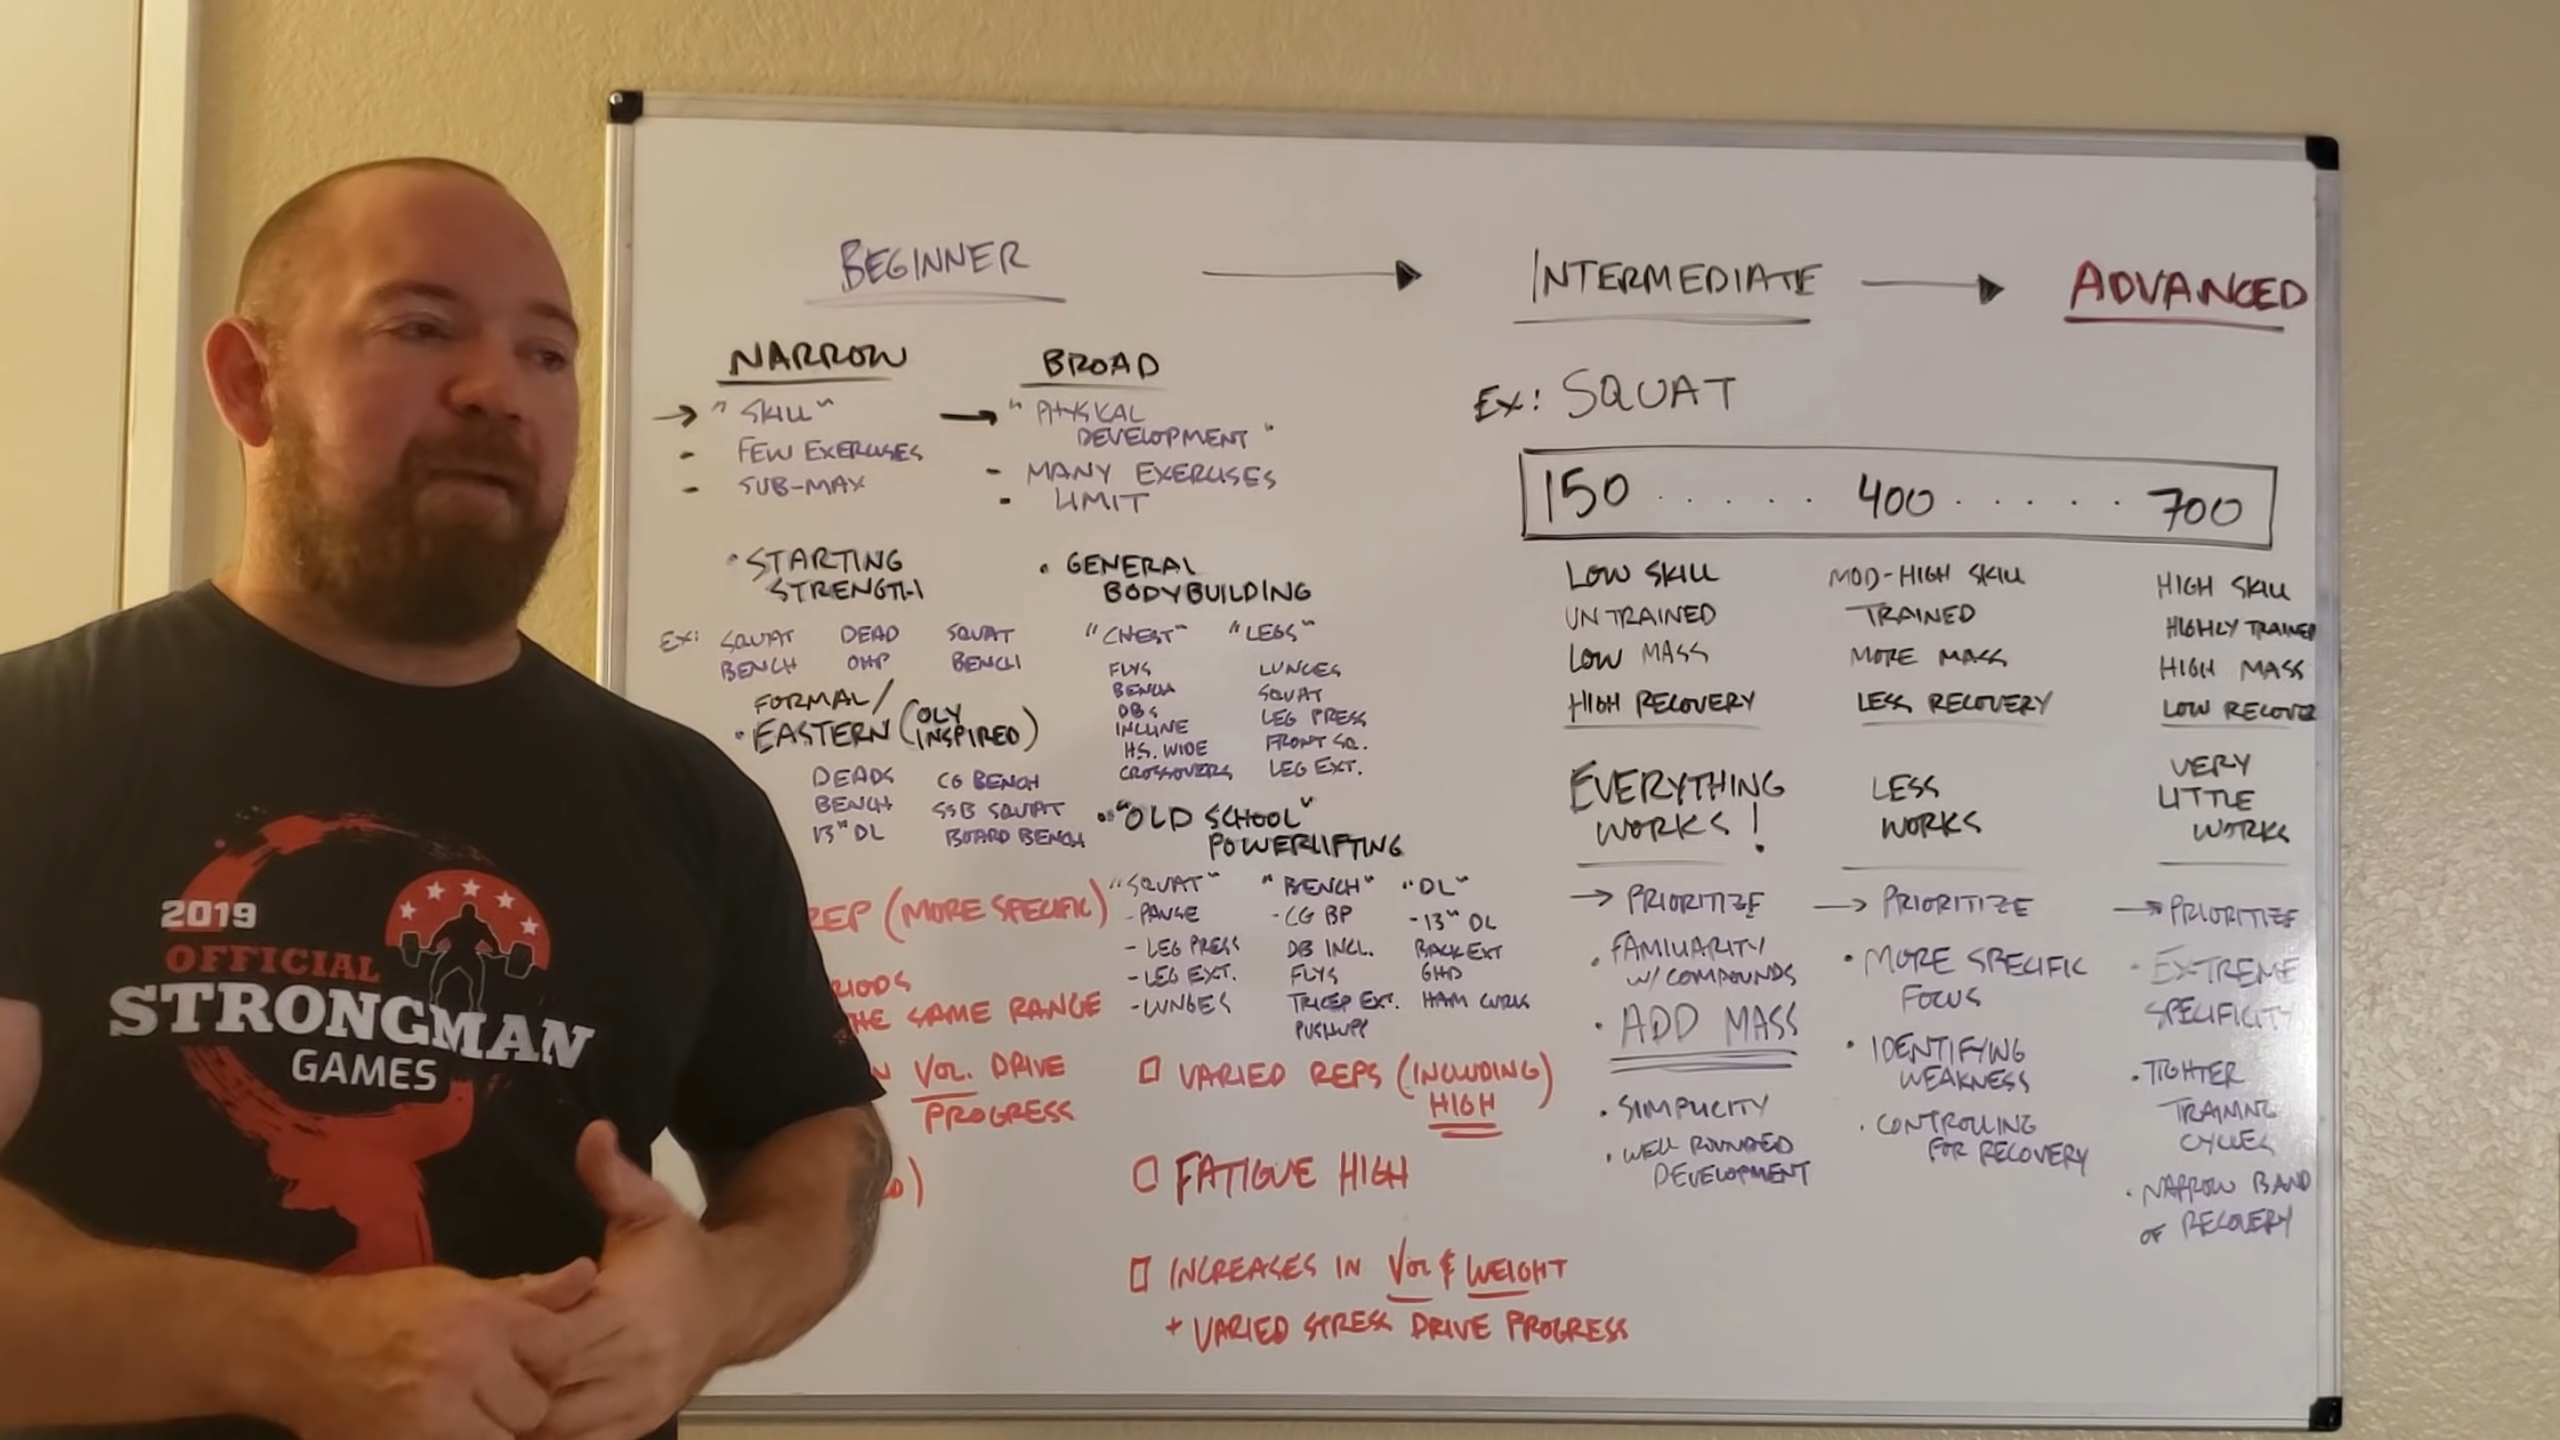 BEGINNER
INTERMEDIATE
ADVANCED
NARROW
"SKILL"
- FEW EXERCISES
- SUB-MAX
• STARTING
STRENGTH
EX: SQUAT DEAD SQUAT
BENCH OHP BENCH
FORMAL/
• EASTERN (OLY
INSPIRED)
DEADS CG BENCH
BENCH SSB SQUAT
13" DL BOARD BENCH
REP (MORE SPECIFIC)
RIODS
HE SAME RANGE
N VOL. DRIVE
PROGRESS
BROAD
"PHYSICAL
DEVELOPMENT"
- MANY EXERCISES
- LIMIT
• GENERAL
BODYBUILDING
"CHEST" "LEGS"
FLYS LUNGES
BENCH SQUAT
DBS LEG PRESS
INCLINE FRONT SQ.
H.S. WIDE LEG EXT.
CROSSOVERS
• "OLD SCHOOL"
POWERLIFTING
"SQUAT" "BENCH" "DL"
- PAUSE - CG BP - 13" DL
- LEG PRESS DB INCL. BACK EXT
- LEG EXT. FLYS GHD
- LUNGES TRICEP EXT. HAM CURLS
PUSHUPS
VARIED REPS (INCLUDING)
HIGH
FATIGUE HIGH
INCREASES IN VOL & WEIGHT
+ VARIED STRESS DRIVE PROGRESS
EX: SQUAT
150 . . . . . 400 . . . . . 700
LOW SKILL
UNTRAINED
LOW MASS
HIGH RECOVERY
EVERYTHING
WORKS!
→ PRIORITIZE
• FAMILIARITY
W/ COMPOUNDS
• ADD MASS
• SIMPLICITY
• WELL ROUNDED
DEVELOPMENT
MOD-HIGH SKILL
TRAINED
MORE MASS
LESS RECOVERY
LESS
WORKS
→ PRIORITIZE
• MORE SPECIFIC
FOCUS
• IDENTIFYING
WEAKNESS
• CONTROLLING
FOR RECOVERY
HIGH SKILL
HIGHLY TRAINED
HIGH MASS
LOW RECOVE
VERY
LITTLE
WORKS
→ PRIORITIZE
• EXTREME
SPECIFICITY
• TIGHTER
TRAINING
CYCLES
• NARROW BAND
OF RECOVERY
2019
OFFICIAL
STRONGMAN
GAMES